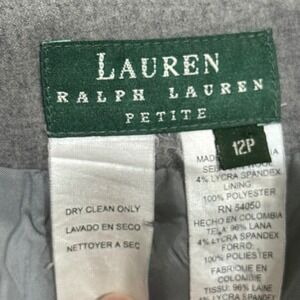 LAUREN
RALPH LAUREN
PETITE
12P
DRY CLEAN ONLY
LAVADO EN SECO
NETTOYER A SEC
4% LYCRA SPANDEX
LINING:
100% POLYESTER
RN 54050
HECHO EN COLOMBIA
TELA: 96% LANA
4% LYCRA SPANDEX
FORRO:
100% POLIESTER
FABRIQUE EN
COLOMBIE
TISSU: 96% LAINE